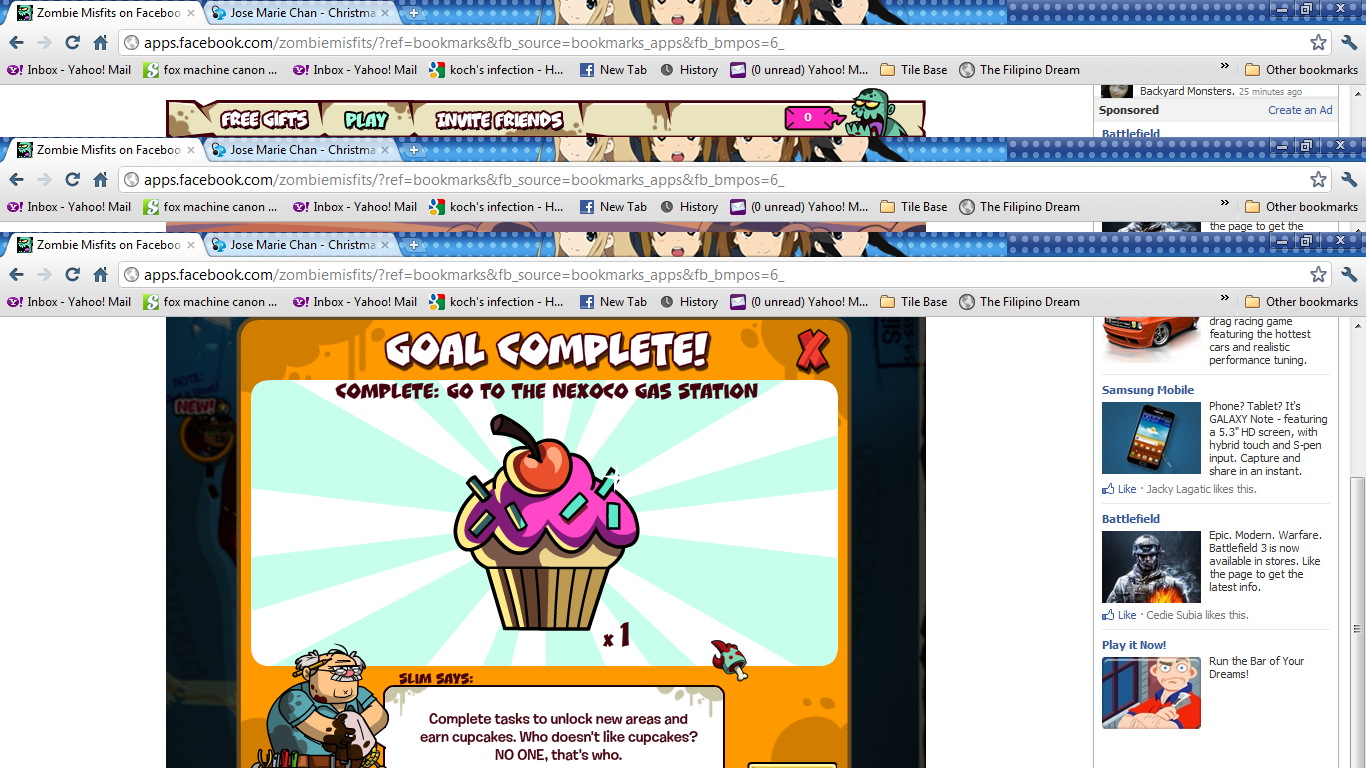 Zombie Misfits on Faceboo
Jose Marie Chan - Christma
apps.facebook.com/zombiemisfits/?ref=bookmarks&fb_source=bookmarks_apps&fb_bmpos=6_
Inbox - Yahoo! Mail
fox machine canon ...
Inbox - Yahoo! Mail
koch's infection - H...
New Tab
History
(0 unread) Yahoo! M...
Tile Base
The Filipino Dream
»
Other bookmarks
FREE GIFTS
PLAY
INVITE FRIENDS
0
Backyard Monsters. 25 minutes ago
Sponsored
Create an Ad
Battlefield
Zombie Misfits on Faceboo
Jose Marie Chan - Christma
apps.facebook.com/zombiemisfits/?ref=bookmarks&fb_source=bookmarks_apps&fb_bmpos=6_
Inbox - Yahoo! Mail
fox machine canon ...
Inbox - Yahoo! Mail
koch's infection - H...
New Tab
History
(0 unread) Yahoo! M...
Tile Base
The Filipino Dream
»
Other bookmarks
the page to get the
Zombie Misfits on Faceboo
Jose Marie Chan - Christma
apps.facebook.com/zombiemisfits/?ref=bookmarks&fb_source=bookmarks_apps&fb_bmpos=6_
Inbox - Yahoo! Mail
fox machine canon ...
Inbox - Yahoo! Mail
koch's infection - H...
New Tab
History
(0 unread) Yahoo! M...
Tile Base
The Filipino Dream
»
Other bookmarks
GOAL COMPLETE!
X
COMPLETE: GO TO THE NEXOCO GAS STATION
NEW!
x 1
SLIM SAYS:
Complete tasks to unlock new areas and
earn cupcakes. Who doesn't like cupcakes?
NO ONE, that's who.
drag racing game
featuring the hottest
cars and realistic
performance tuning.
Samsung Mobile
Phone? Tablet? It's
GALAXY Note - featuring
a 5.3" HD screen, with
hybrid touch and S-pen
input. Capture and
share in an instant.
Like · Jacky Lagatic likes this.
Battlefield
Epic. Modern. Warfare.
Battlefield 3 is now
available in stores. Like
the page to get the
latest info.
Like · Cedie Subia likes this.
Play it Now!
Run the Bar of Your
Dreams!